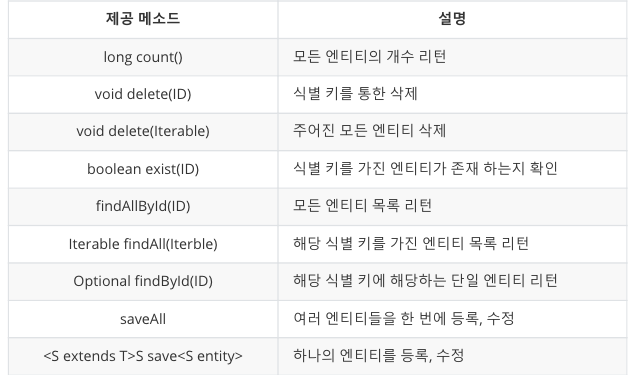 제공 메소드 설명
long count() 모든 엔티티의 개수 리턴
void delete(ID) 식별 키를 통한 삭제
void delete(Iterable) 주어진 모든 엔티티 삭제
boolean exist(ID) 식별 키를 가진 엔티티가 존재 하는지 확인
findAllById(ID) 모든 엔티티 목록 리턴
Iterable findAll(Iterble) 해당 식별 키를 가진 엔티티 목록 리턴
Optional findById(ID) 해당 식별 키에 해당하는 단일 엔티티 리턴
saveAll 여러 엔티티들을 한 번에 등록, 수정
<S extends T>S save<S entity> 하나의 엔티티를 등록, 수정